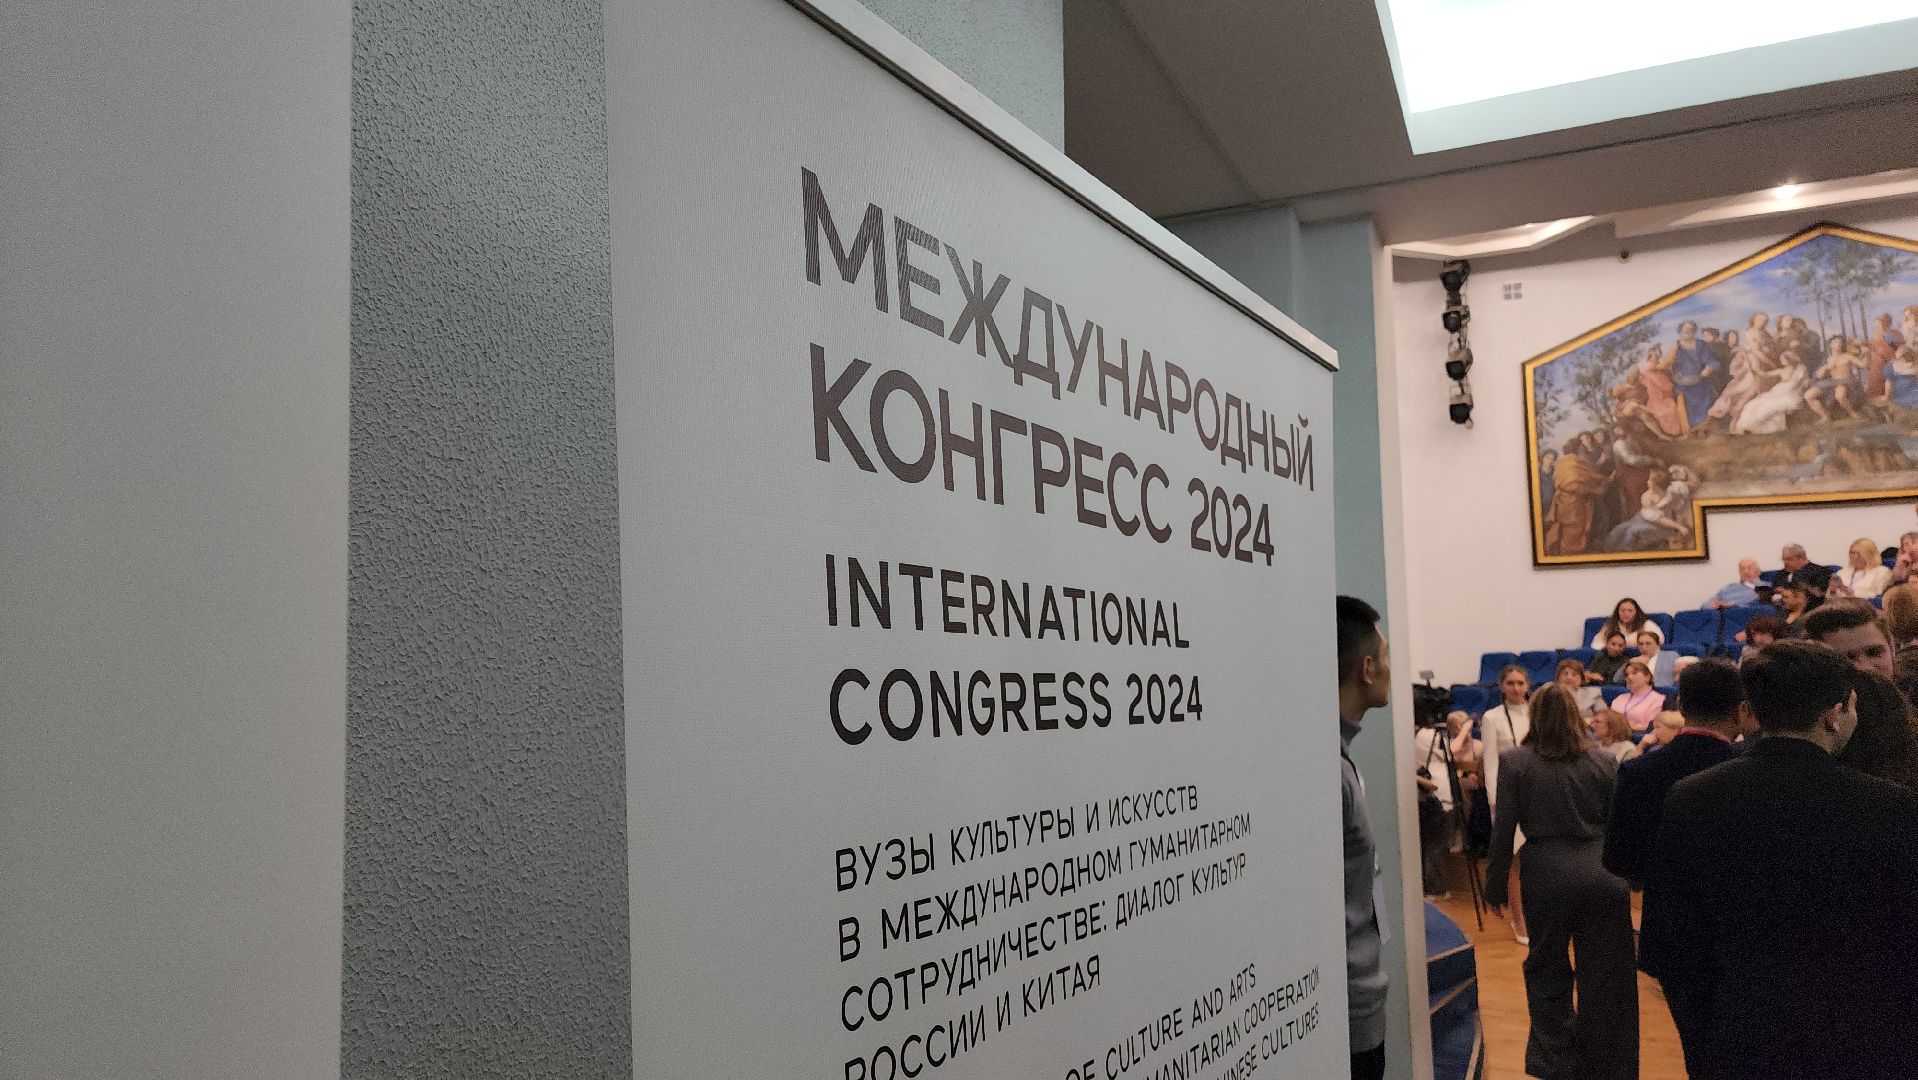 МЕЖДУНАРОДНЫЙ
КОНГРЕСС 2024
INTERNATIONAL
CONGRESS 2024
ВУЗЫ КУЛЬТУРЫ И ИСКУССТВ
В МЕЖДУНАРОДНОМ ГУМАНИТАРНОМ
СОТРУДНИЧЕСТВЕ: ДИАЛОГ КУЛЬТУР
РОССИИ И КИТАЯ
OF CULTURE AND ARTS
COOPERATION
CULTURES